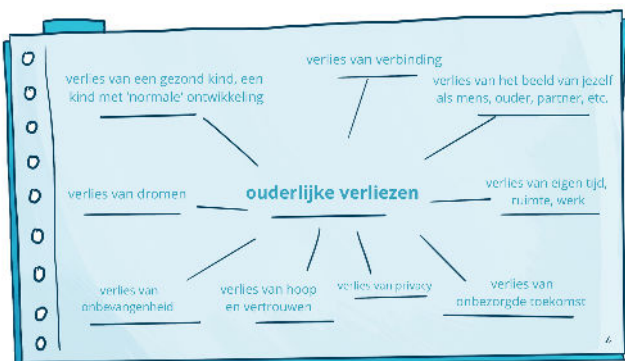 verlies van verbinding
verlies van een gezond kind, een
kind met 'normale' ontwikkeling
verlies van het beeld van jezelf
als mens, ouder, partner, etc.
verlies van dromen
ouderlijke verliezen
verlies van eigen tijd,
ruimte, werk
verlies van
onbevangenheid
verlies van hoop
en vertrouwen
verlies van privacy
verlies van
onbezorgde toekomst